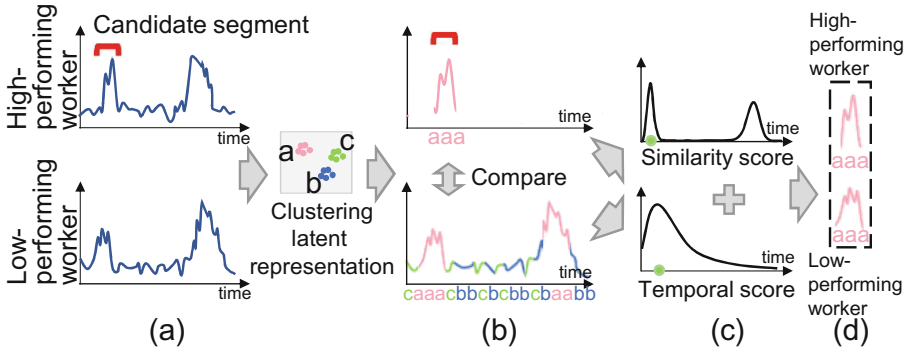 Candidate segment
High-
performing
worker
time
Low-
performing
worker
time
(a)
a
c
b
Clustering
latent
representation
time
aaa
Compare
time
caaacbbcbcbbcbaabb
(b)
time
Similarity score
time
Temporal score
(c)
High-
performing
worker
aaa
aaa
Low-
performing
worker
(d)